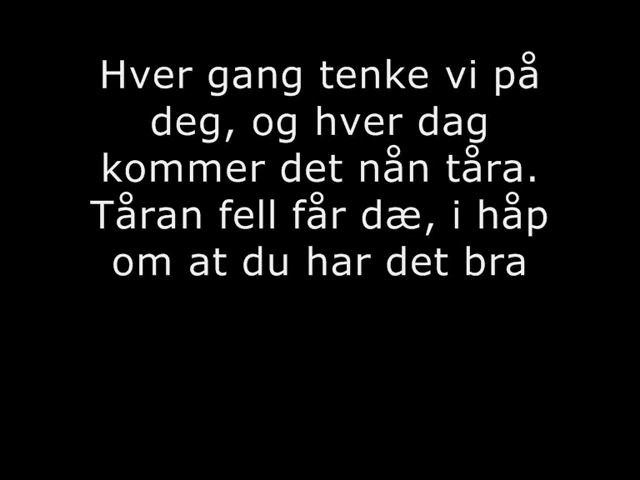 Hver gang tenke vi på
deg, og hver dag
kommer det nån tåra.
Tåran fell får dæ, i håp
om at du har det bra